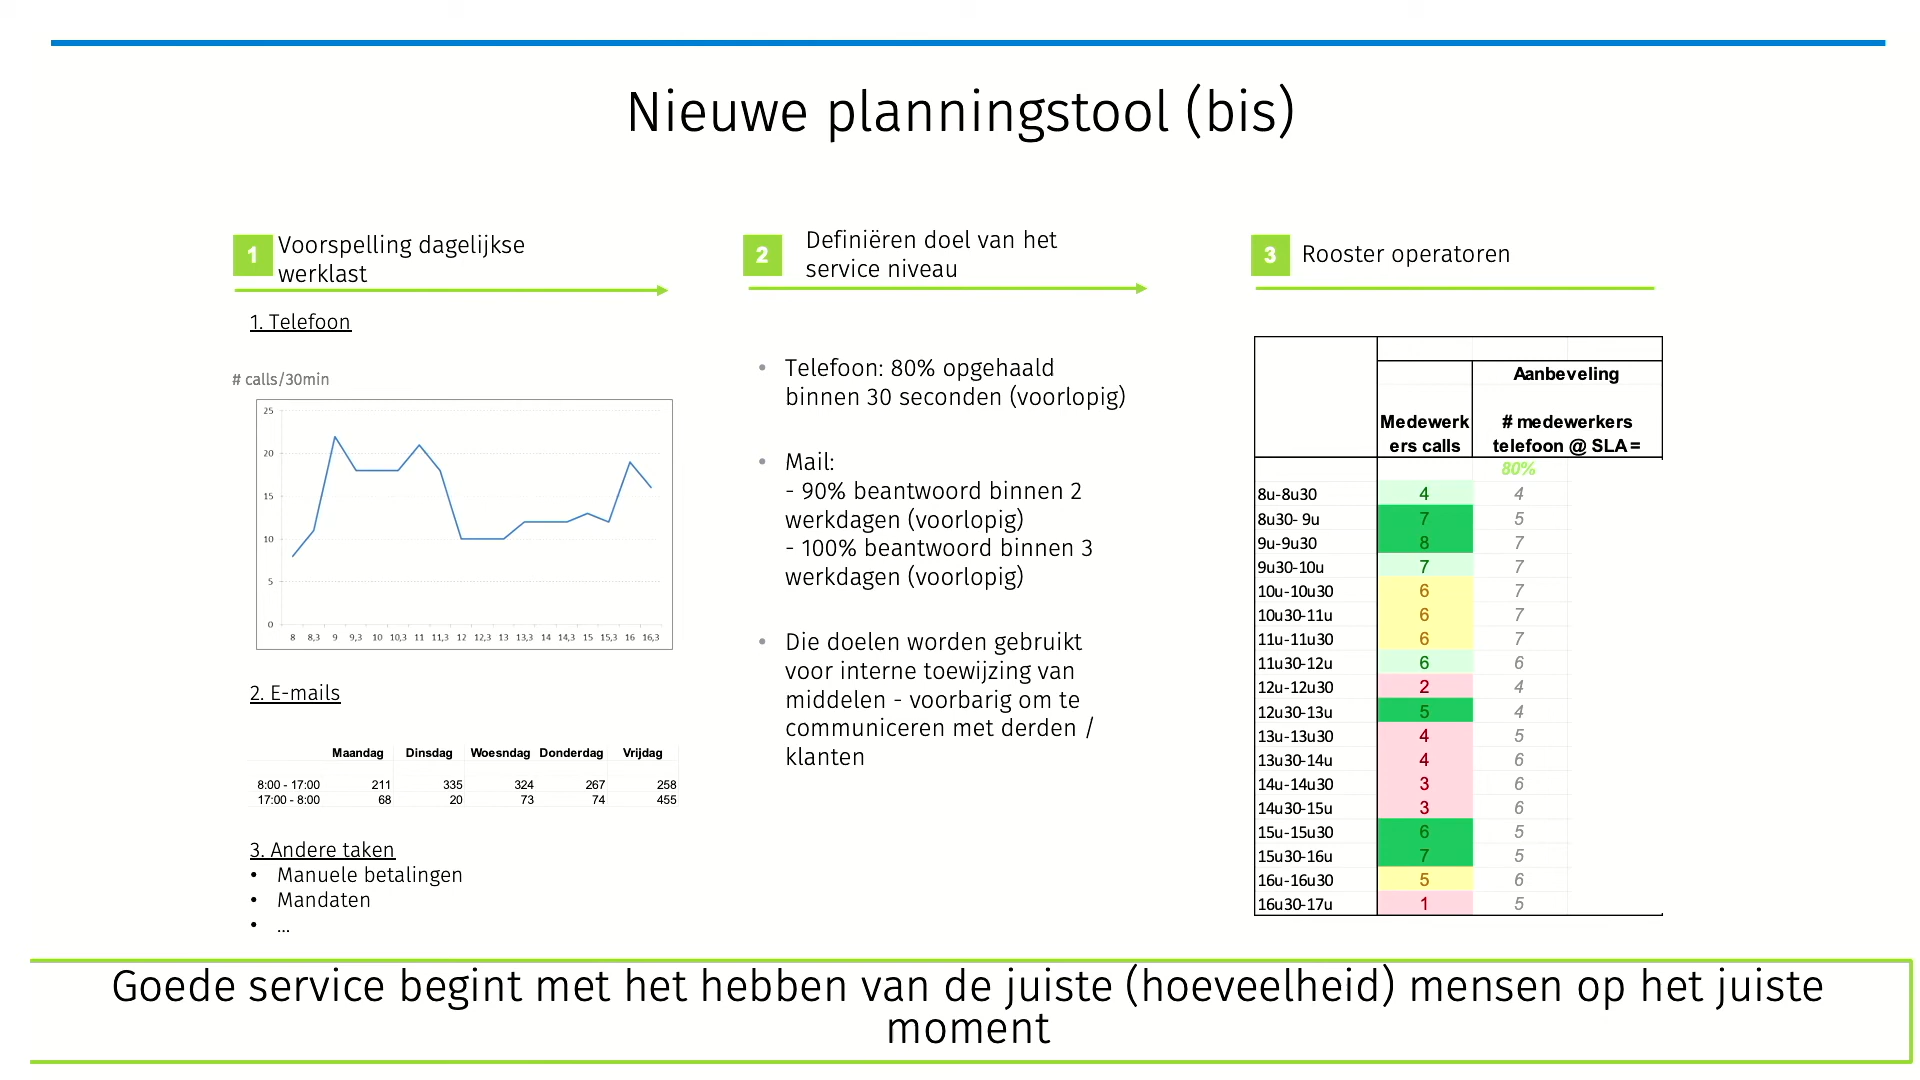 Nieuwe planningstool (bis)
1
Voorspelling dagelijkse
werklast
1. Telefoon
# calls/30min
25
20
15
10
5
0
8 8,3 9 9,3 10 10,3 11 11,3 12 12,3 13 13,3 14 14,3 15 15,3 16 16,3
2. E-mails
Maandag Dinsdag Woesndag Donderdag Vrijdag
8:00 - 17:00 211 335 324 267 258
17:00 - 8:00 68 20 73 74 455
3. Andere taken
• Manuele betalingen
• Mandaten
• ...
2
Definiëren doel van het
service niveau
• Telefoon: 80% opgehaald
binnen 30 seconden (voorlopig)
• Mail:
- 90% beantwoord binnen 2
werkdagen (voorlopig)
- 100% beantwoord binnen 3
werkdagen (voorlopig)
• Die doelen worden gebruikt
voor interne toewijzing van
middelen - voorbarig om te
communiceren met derden /
klanten
3
Rooster operatoren
Aanbeveling
Medewerk # medewerkers
ers calls telefoon @ SLA =
80%
8u-8u30 4 4
8u30- 9u 7 5
9u-9u30 8 7
9u30-10u 7 7
10u-10u30 6 7
10u30-11u 6 7
11u-11u30 6 7
11u30-12u 6 6
12u-12u30 2 4
12u30-13u 5 4
13u-13u30 4 5
13u30-14u 4 6
14u-14u30 3 6
14u30-15u 3 6
15u-15u30 6 5
15u30-16u 7 5
16u-16u30 5 6
16u30-17u 1 5
Goede service begint met het hebben van de juiste (hoeveelheid) mensen op het juiste
moment